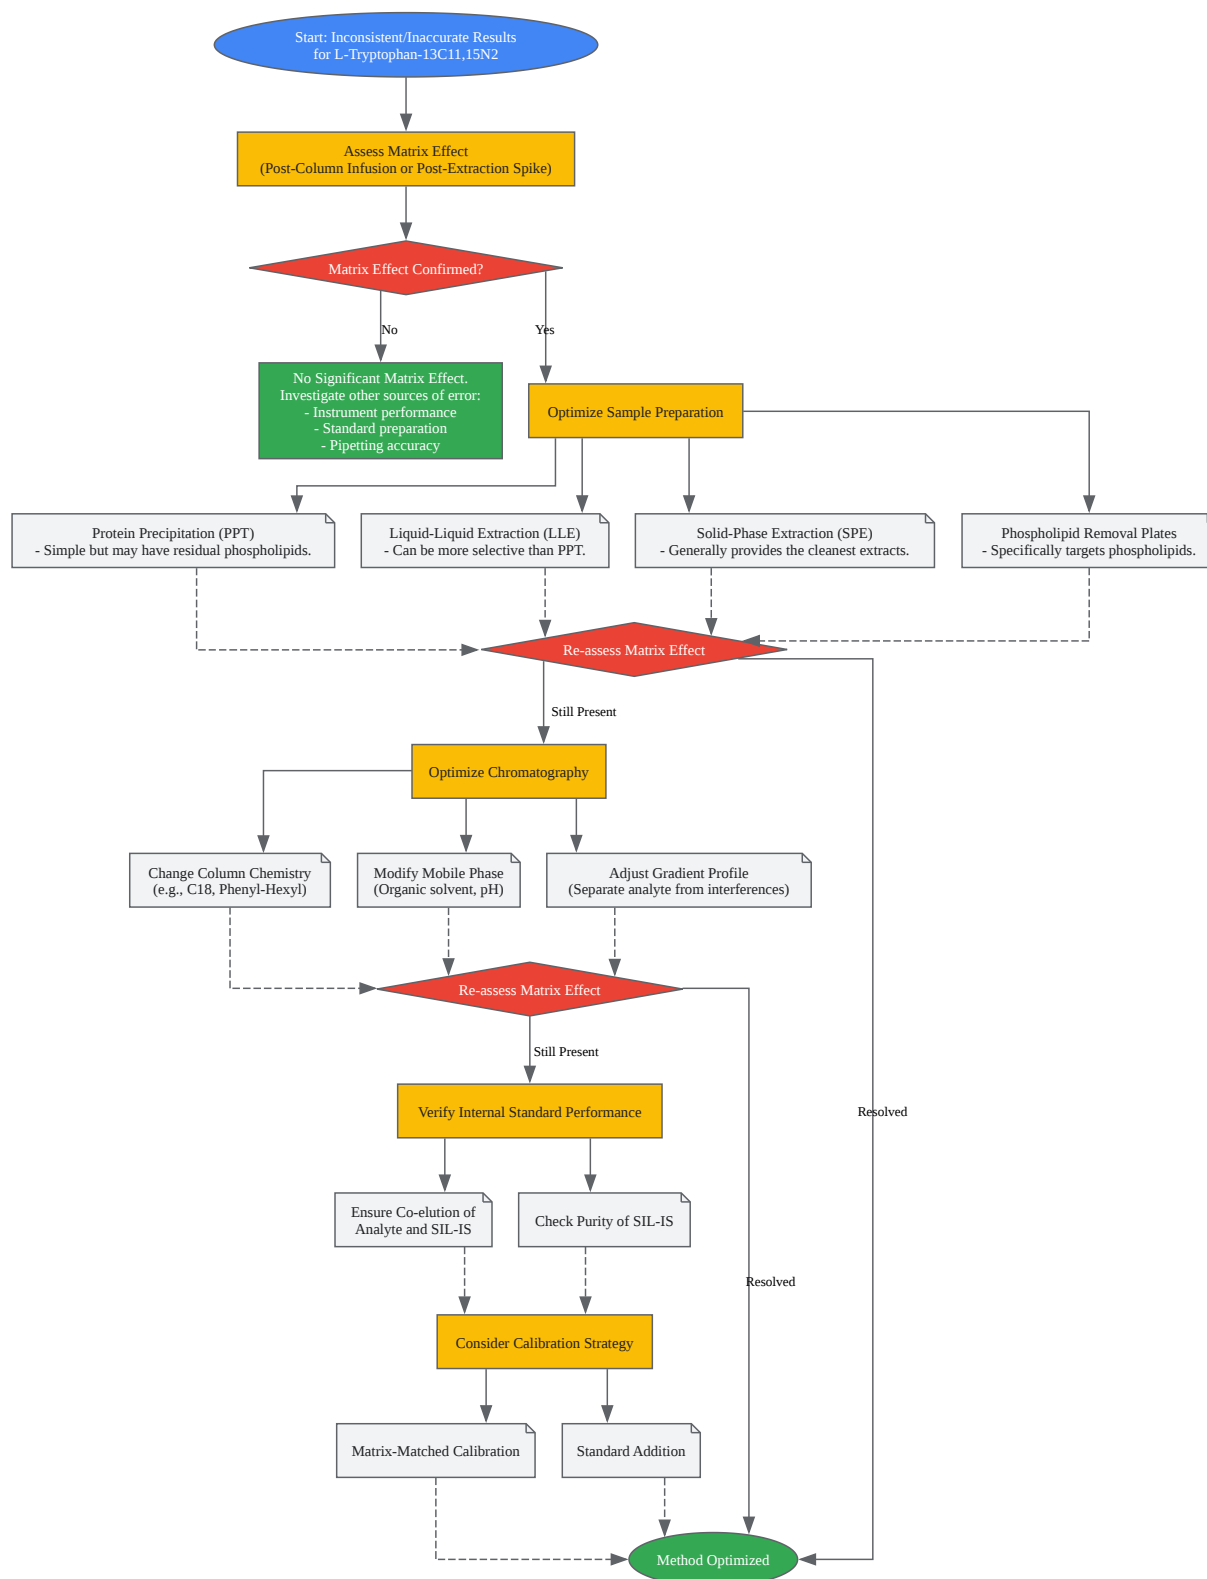 Start: Inconsistent/Inaccurate Results
for L-Tryptophan-13C11,15N2
Assess Matrix Effect
(Post-Column Infusion or Post-Extraction Spike)
Matrix Effect Confirmed?
No
Yes
No Significant Matrix Effect.
Investigate other sources of error:
- Instrument performance
- Standard preparation
- Pipetting accuracy
Optimize Sample Preparation
Protein Precipitation (PPT)
- Simple but may have residual phospholipids.
Liquid-Liquid Extraction (LLE)
- Can be more selective than PPT.
Solid-Phase Extraction (SPE)
- Generally provides the cleanest extracts.
Phospholipid Removal Plates
- Specifically targets phospholipids.
Re-assess Matrix Effect
Still Present
Optimize Chromatography
Change Column Chemistry
(e.g., C18, Phenyl-Hexyl)
Modify Mobile Phase
(Organic solvent, pH)
Adjust Gradient Profile
(Separate analyte from interferences)
Re-assess Matrix Effect
Still Present
Verify Internal Standard Performance
Resolved
Ensure Co-elution of
Analyte and SIL-IS
Check Purity of SIL-IS
Resolved
Consider Calibration Strategy
Matrix-Matched Calibration
Standard Addition
Method Optimized